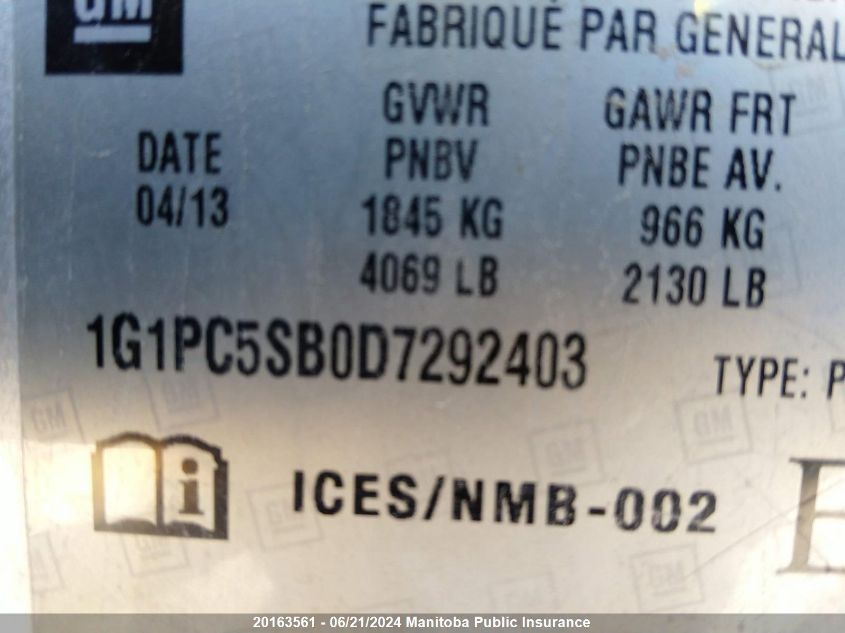 GM
FABRIQUÉ PAR GENERAL
GVWR GAWR FRT
DATE PNBV PNBE AV.
04/13 1845 KG 966 KG
4069 LB 2130 LB
1G1PC5SB0D7292403
TYPE: P
i ICES/NMB-002
20163561 - 06/21/2024 Manitoba Public Insurance